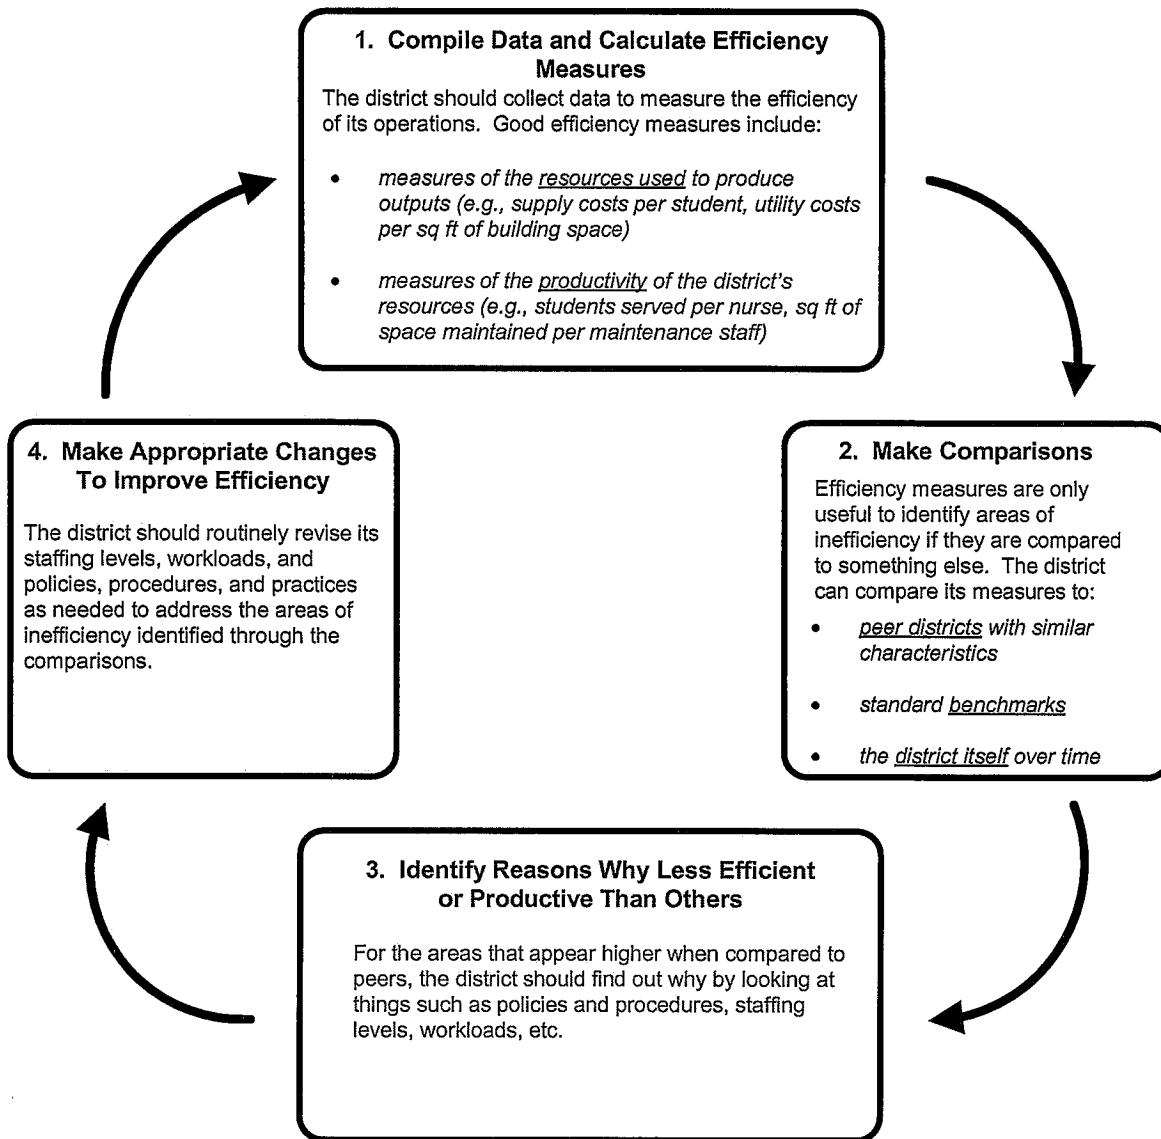 1. Compile Data and Calculate Efficiency
Measures
The district should collect data to measure the efficiency
of its operations. Good efficiency measures include:
• measures of the resources used to produce
outputs (e.g., supply costs per student, utility costs
per sq ft of building space)
• measures of the productivity of the district's
resources (e.g., students served per nurse, sq ft of
space maintained per maintenance staff)
2. Make Comparisons
Efficiency measures are only
useful to identify areas of
inefficiency if they are compared
to something else. The district
can compare its measures to:
• peer districts with similar
characteristics
• standard benchmarks
• the district itself over time
3. Identify Reasons Why Less Efficient
or Productive Than Others
For the areas that appear higher when compared to
peers, the district should find out why by looking at
things such as policies and procedures, staffing
levels, workloads, etc.
4. Make Appropriate Changes
To Improve Efficiency
The district should routinely revise its
staffing levels, workloads, and
policies, procedures, and practices
as needed to address the areas of
inefficiency identified through the
comparisons.